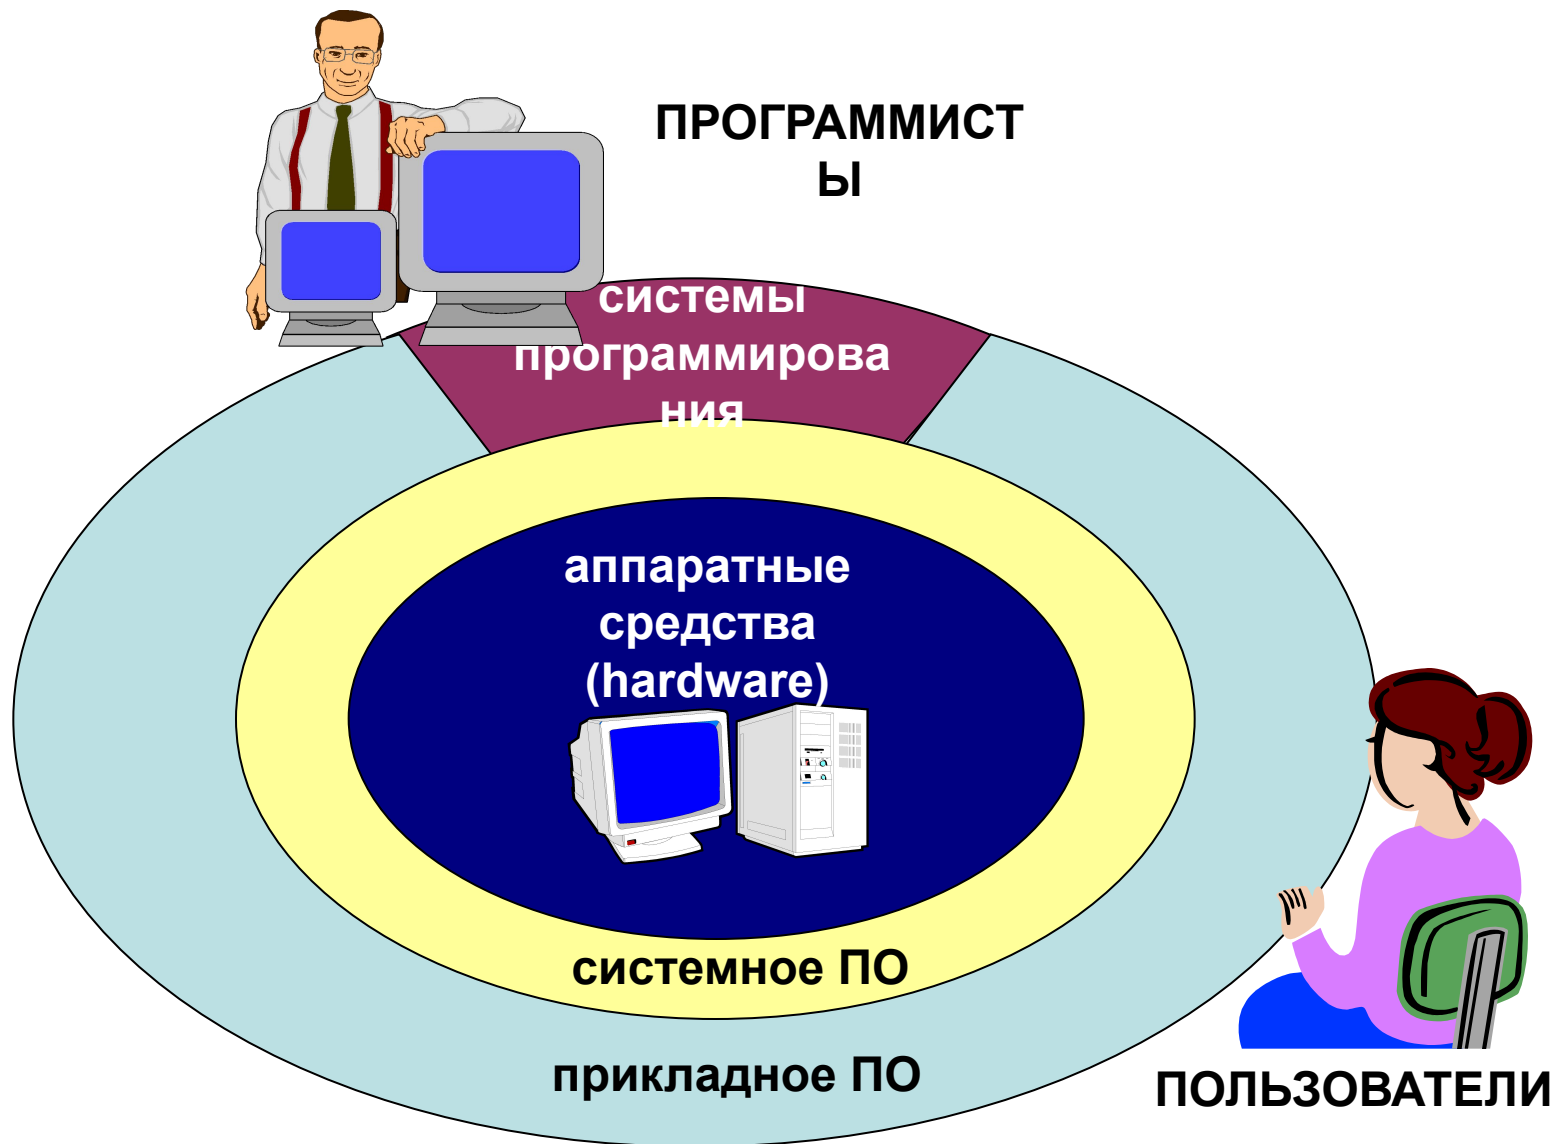 ПРОГРАММИСТ
Ы
системы
программирова
ния
аппаратные
средства
(hardware)
системное ПО
прикладное ПО
ПОЛЬЗОВАТЕЛИ